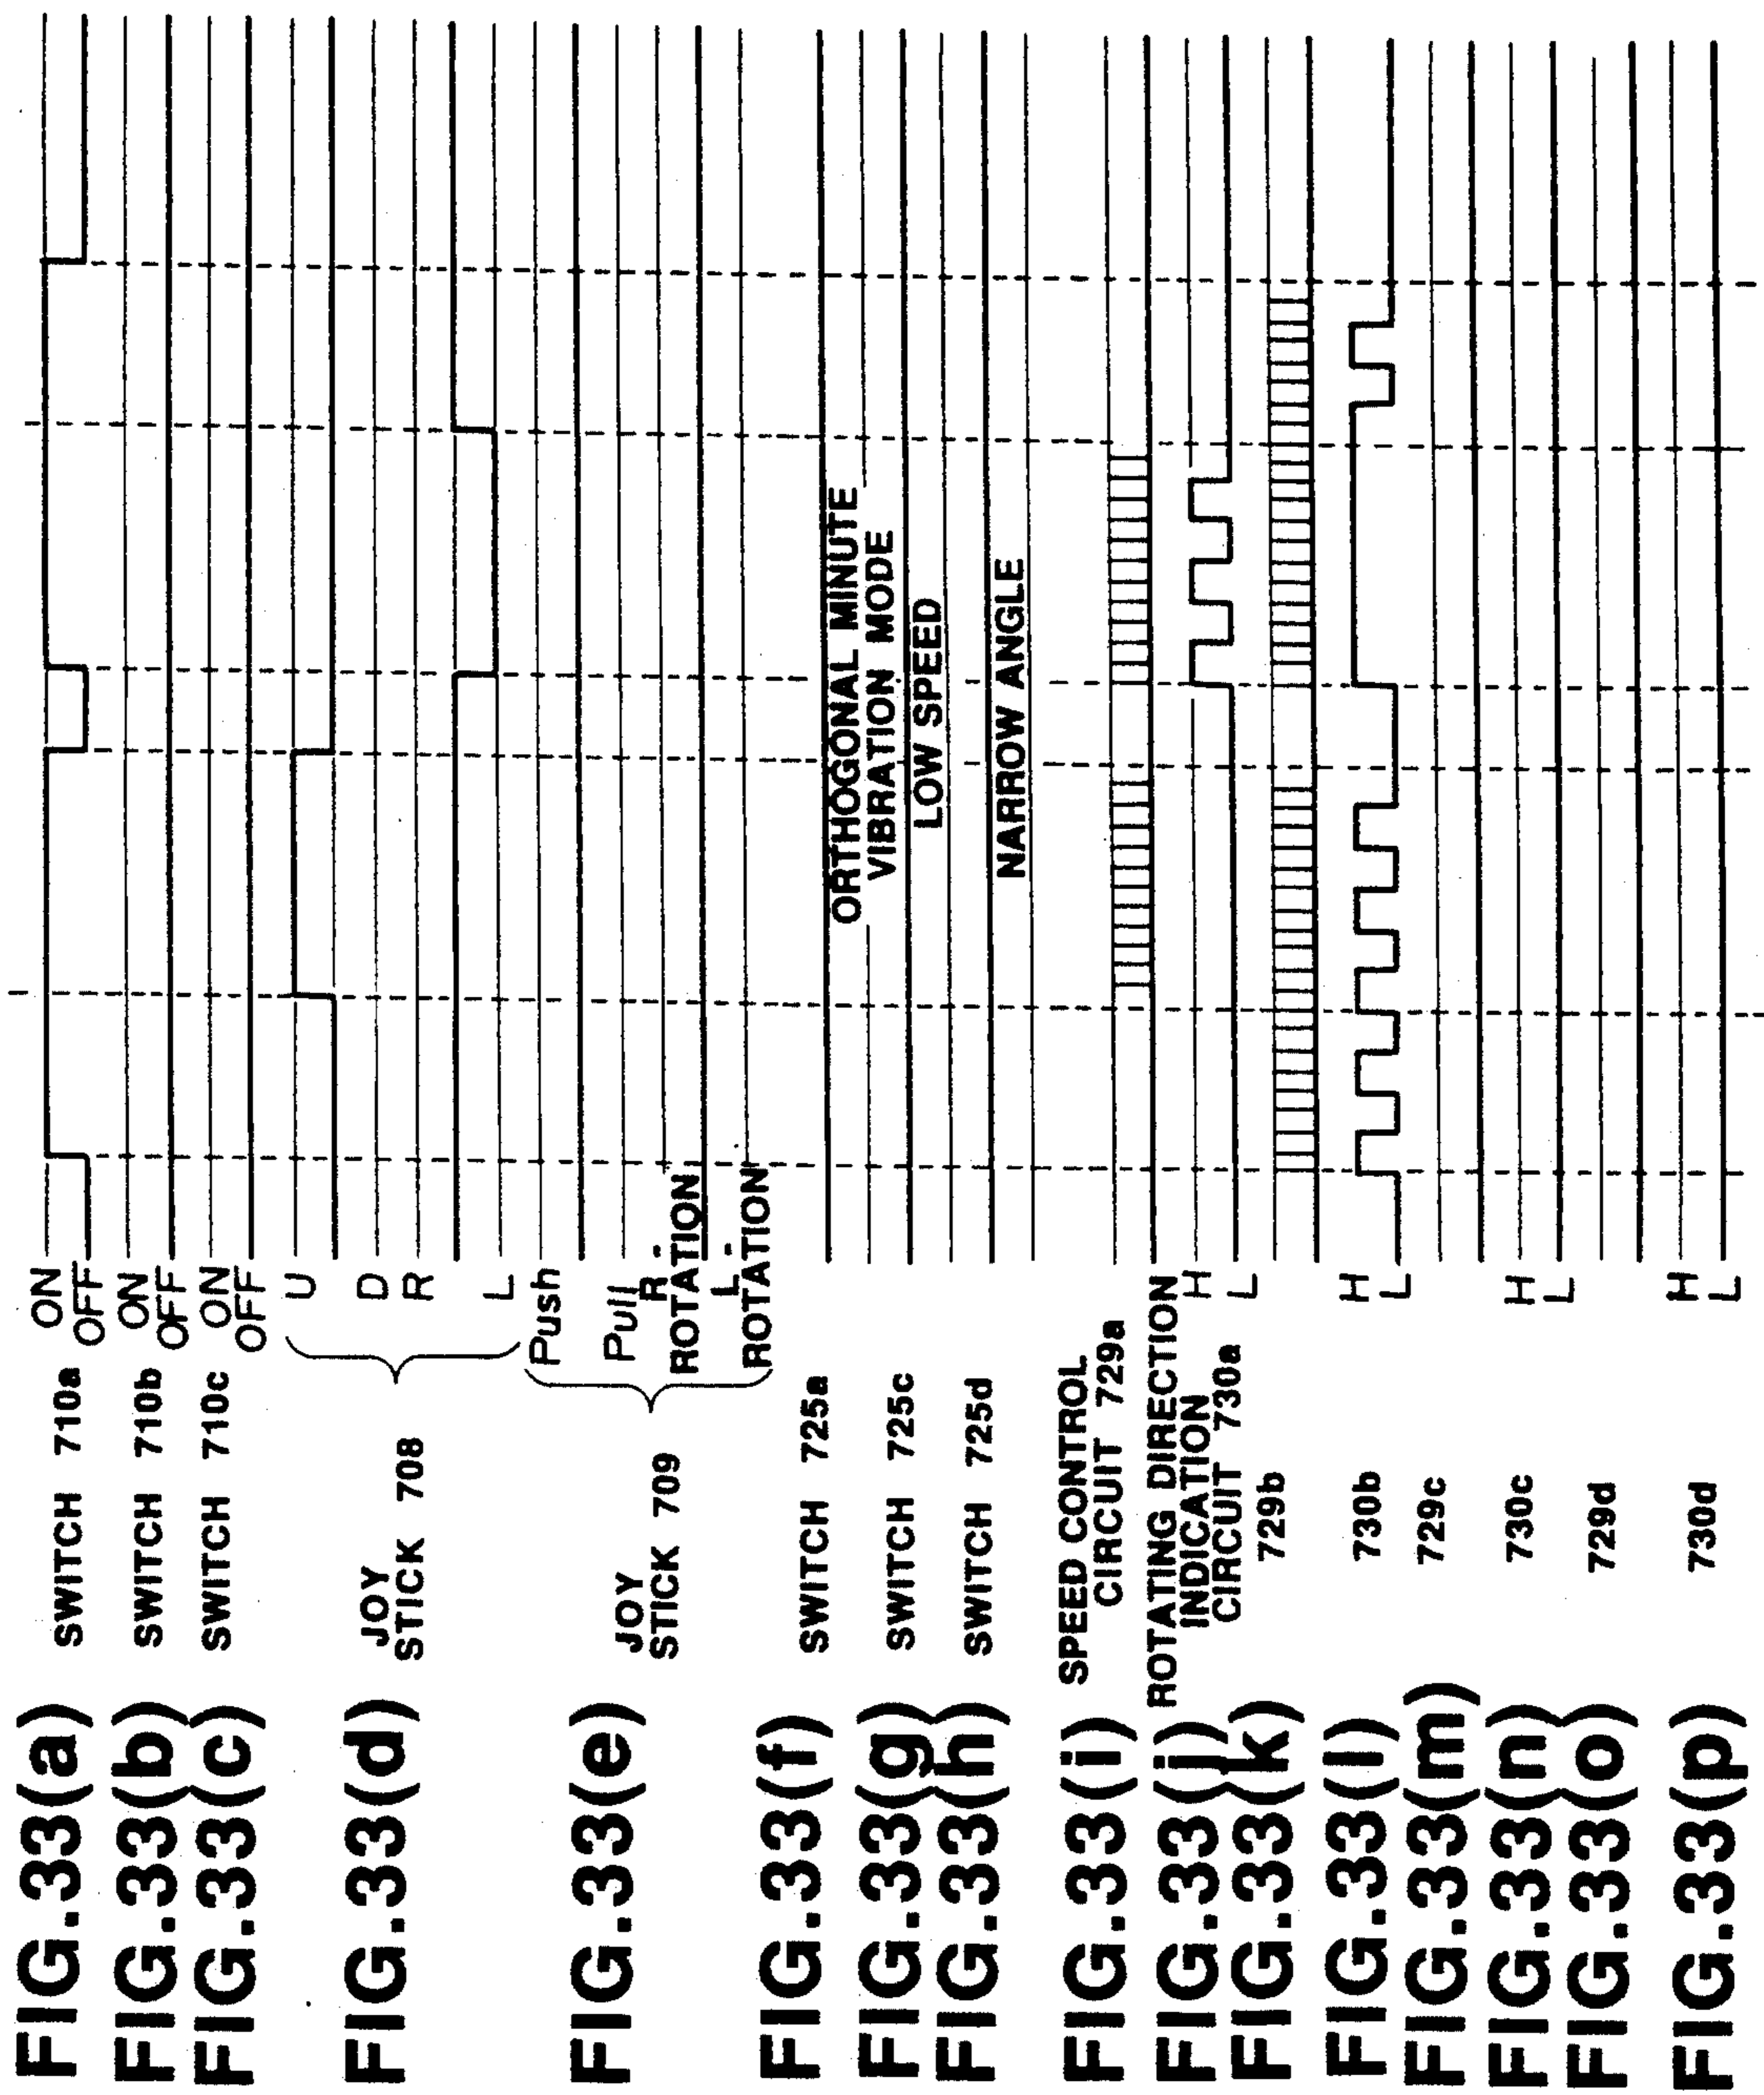 FIG.33(a) SWITCH 710a ON
OFF
FIG.33(b) SWITCH 710b ON
OFF
FIG.33(c) SWITCH 710c ON
OFF
FIG.33(d) JOY
STICK 708
U
D
R
L
FIG.33(e) JOY
STICK 709
Push
Pull
R-
ROTATION
L-
ROTATION
FIG.33(f) SWITCH 725a
ORTHOGONAL MINUTE
VIBRATION MODE
FIG.33(g) SWITCH 725c
LOW SPEED
FIG.33(h) SWITCH 725d
NARROW ANGLE
FIG.33(i) SPEED CONTROL
CIRCUIT 729a
FIG.33(j) ROTATING DIRECTION
INDICATION
CIRCUIT 730a
H
L
FIG.33(k) 729b
FIG.33(l) 730b
H
L
FIG.33(m) 729c
FIG.33(n) 730c
H
L
FIG.33(o) 729d
FIG.33(p) 730d
H
L